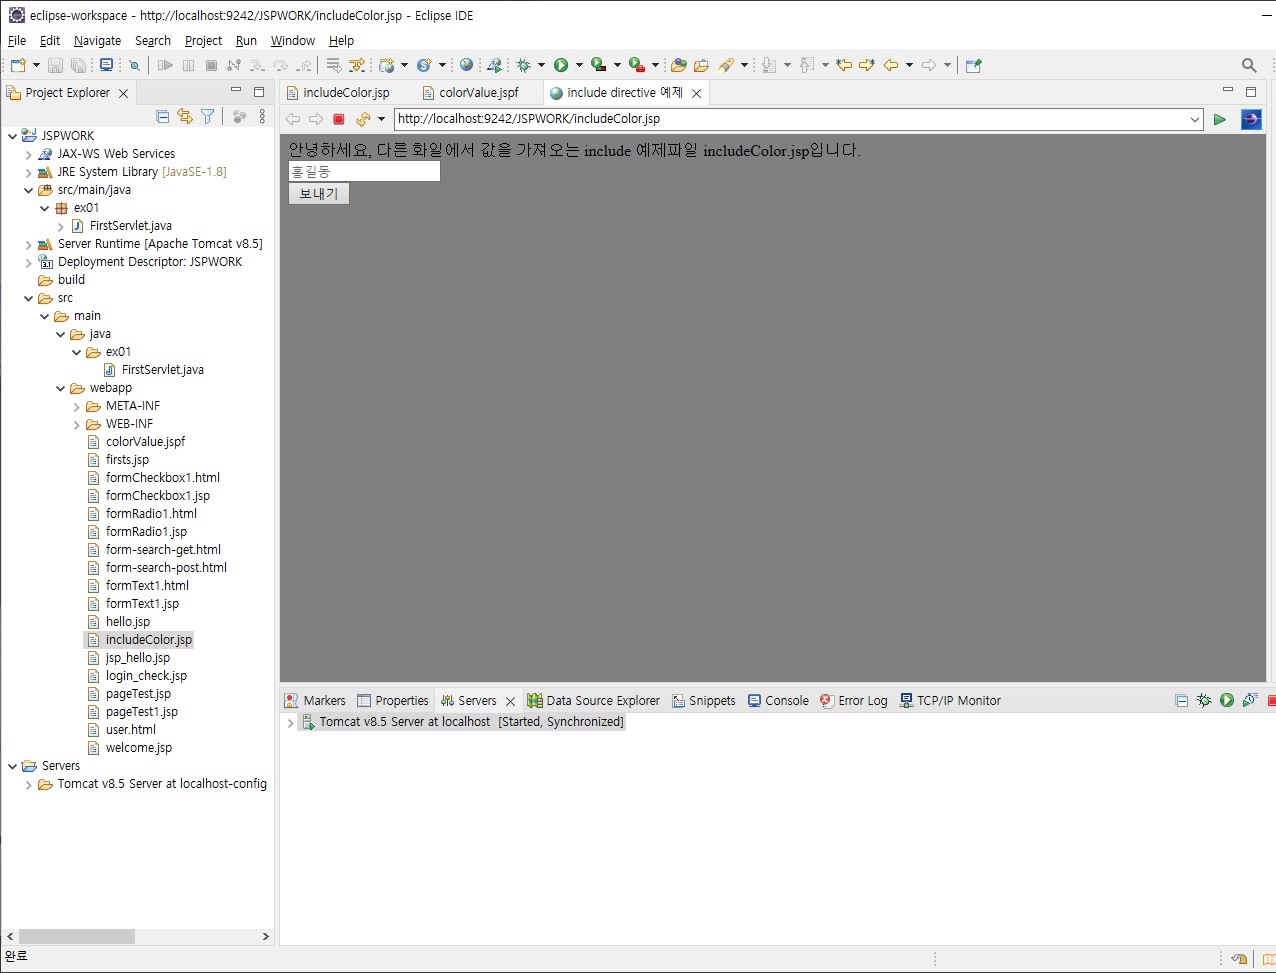 eclipse-workspace - http://localhost:9242/JSPWORK/includeColor.jsp - Eclipse IDE
File Edit Navigate Search Project Run Window Help
Project Explorer
JSPWORK
JAX-WS Web Services
JRE System Library [JavaSE-1.8]
src/main/java
ex01
FirstServlet.java
Server Runtime [Apache Tomcat v8.5]
Deployment Descriptor: JSPWORK
build
src
main
java
ex01
FirstServlet.java
webapp
META-INF
WEB-INF
colorValue.jspf
firsts.jsp
formCheckbox1.html
formCheckbox1.jsp
formRadio1.html
formRadio1.jsp
form-search-get.html
form-search-post.html
formText1.html
formText1.jsp
hello.jsp
includeColor.jsp
jsp_hello.jsp
login_check.jsp
pageTest.jsp
pageTest1.jsp
user.html
welcome.jsp
Servers
Tomcat v8.5 Server at localhost-config
includeColor.jsp colorValue.jspf include directive 예제
http://localhost:9242/JSPWORK/includeColor.jsp
안녕하세요, 다른 화일에서 값을 가져오는 include 예제파일 includeColor.jsp입니다.
홍길동
보내기
Markers Properties Servers Data Source Explorer Snippets Console Error Log TCP/IP Monitor
Tomcat v8.5 Server at localhost [Started, Synchronized]
완료